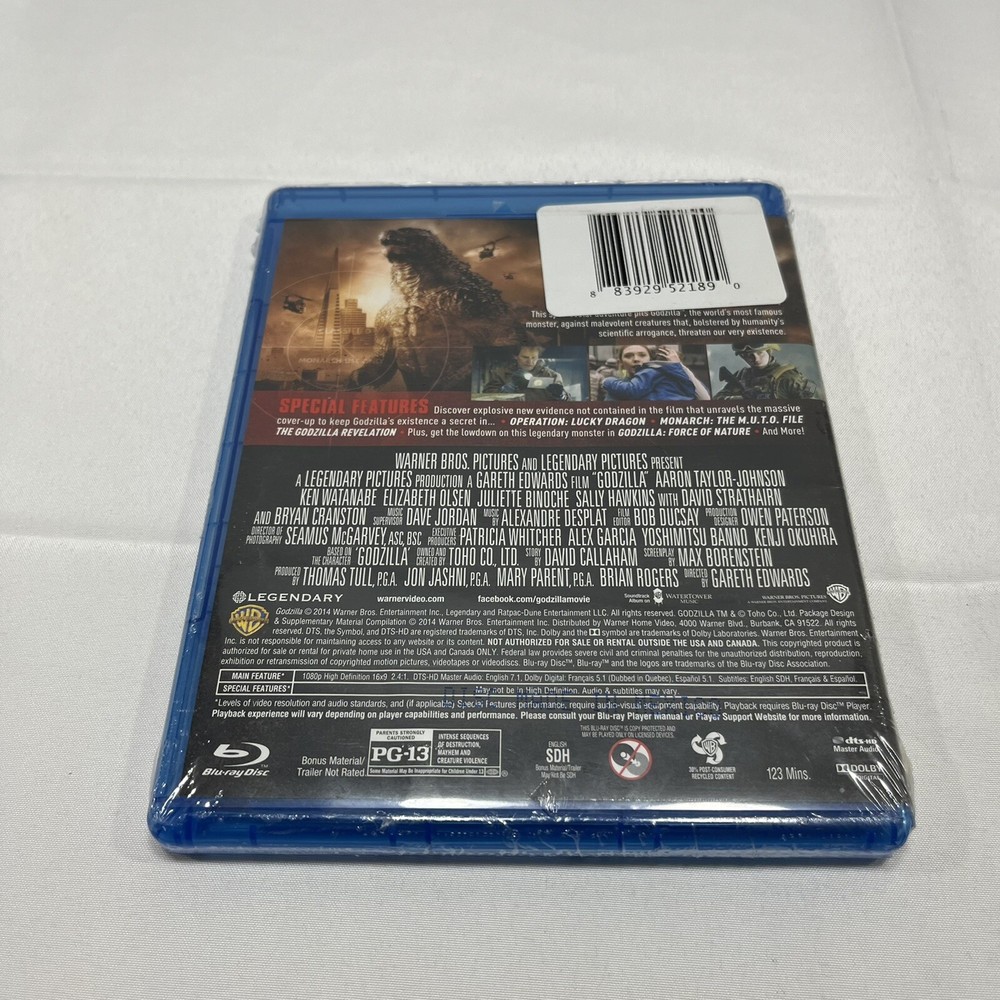 8 83929 52189 0
This adventure pits Godzilla, the world's most famous
monster, against malevolent creatures that, bolstered by humanity's
scientific arrogance, threaten our very existence.
SPECIAL FEATURES Discover explosive new evidence not contained in the film that unravels the massive
cover-up to keep Godzilla's existence a secret in... • OPERATION: LUCKY DRAGON • MONARCH: THE M.U.T.O. FILE
THE GODZILLA REVELATION • Plus, get the lowdown on this legendary monster in GODZILLA: FORCE OF NATURE • And More!
WARNER BROS. PICTURES AND LEGENDARY PICTURES PRESENT
A LEGENDARY PICTURES PRODUCTION A GARETH EDWARDS FILM "GODZILLA" AARON TAYLOR-JOHNSON
KEN WATANABE ELIZABETH OLSEN JULIETTE BINOCHE SALLY HAWKINS WITH DAVID STRATHAIRN
AND BRYAN CRANSTON MUSIC SUPERVISOR DAVE JORDAN MUSIC BY ALEXANDRE DESPLAT FILM EDITOR BOB DUCSAY PRODUCTION DESIGNER OWEN PATERSON
DIRECTOR OF PHOTOGRAPHY SEAMUS McGARVEY, ASC, BSC EXECUTIVE PRODUCERS PATRICIA WHITCHER ALEX GARCIA YOSHIMITSU BANNO KENJI OKUHIRA
BASED ON THE CHARACTER "GODZILLA" OWNED AND CREATED BY TOHO CO., LTD. STORY BY DAVID CALLAHAM SCREENPLAY BY MAX BORENSTEIN
PRODUCED BY THOMAS TULL, P.G.A. JON JASHNI, P.G.A. MARY PARENT, P.G.A. BRIAN ROGERS DIRECTED BY GARETH EDWARDS
LEGENDARY warnervideo.com facebook.com/godzillamovie Soundtrack Album on WATERTOWER MUSIC WARNER BROS. PICTURES
WB Godzilla © 2014 Warner Bros. Entertainment Inc., Legendary and Ratpac-Dune Entertainment LLC. All rights reserved. GODZILLA TM & © Toho Co., Ltd. Package Design
& Supplementary Material Compilation © 2014 Warner Bros. Entertainment Inc. Distributed by Warner Home Video, 4000 Warner Blvd., Burbank, CA 91522. All rights
reserved. DTS, the Symbol, and DTS-HD are registered trademarks of DTS, Inc. Dolby and the DD symbol are trademarks of Dolby Laboratories. Warner Bros. Entertainment
Inc. is not responsible for maintaining access to any website or its content. NOT AUTHORIZED FOR SALE OR RENTAL OUTSIDE THE USA AND CANADA. This copyrighted product is
authorized for sale or rental for private home use in the USA and Canada ONLY. Federal law provides severe civil and criminal penalties for the unauthorized distribution, reproduction,
exhibition or retransmission of copyrighted motion pictures, videotapes or videodiscs. Blu-ray Disc™, Blu-ray™ and the logos are trademarks of the Blu-ray Disc Association.
MAIN FEATURE* 1080p High Definition 16x9 2.4:1. DTS-HD Master Audio: English 7.1, Dolby Digital: Français 5.1 (Dubbed in Quebec), Español 5.1 Subtitles: English SDH, Français & Español.
SPECIAL FEATURES* May not be In High Definition. Audio & subtitles may vary.
*Levels of video resolution and audio standards, and (if applicable) special features performance, require audio-visual equipment capability. Playback requires Blu-ray Disc™ Player.
Playback experience will vary depending on player capabilities and performance. Please consult your Blu-ray Player Manual or Player Support Website for more information.
Blu-ray Disc
Bonus Material/
Trailer Not Rated
PARENTS STRONGLY CAUTIONED
PG-13
Some Material May Be Inappropriate for Children Under 13
INTENSE SEQUENCES
OF DESTRUCTION,
MAYHEM AND
CREATURE VIOLENCE
ENGLISH
SDH
Bonus Material/Trailer
May Not Be SDH
THIS BLU-RAY DISC IS COPY PROTECTED AND
MAY BE PLAYED ONLY ON LICENSED DEVICES.
30% POST-CONSUMER
RECYCLED CONTENT
123 Mins.
dts-HD
Master Audio
DOLBY
DIGITAL